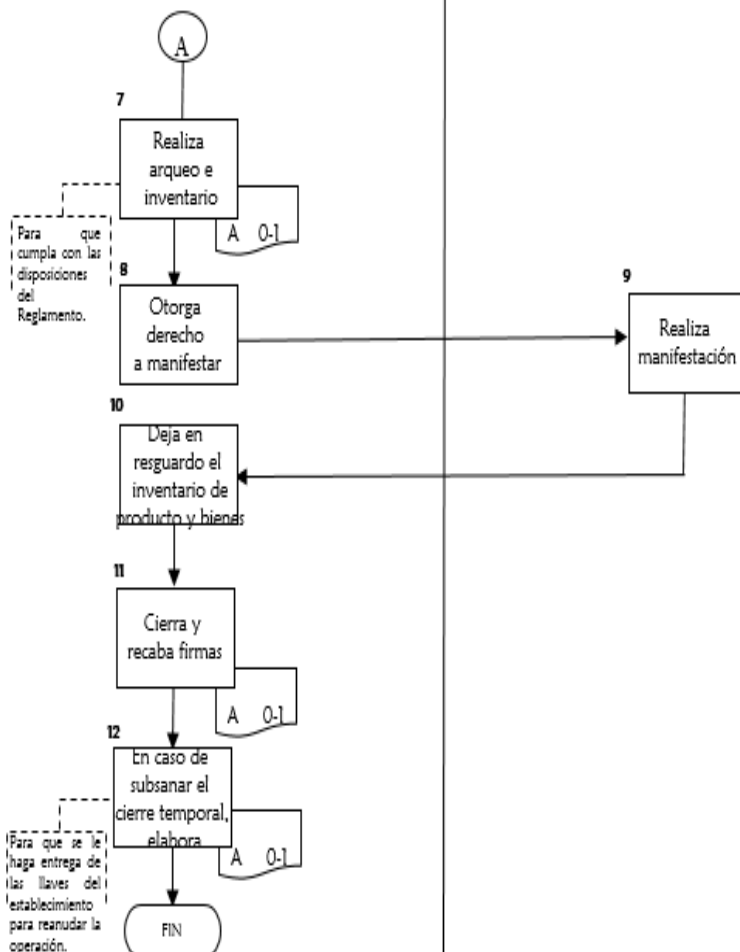 A
7
Realiza
arqueo e
inventario
A 0-1
Para que
cumpla con las
disposiciones
del
Reglamento.
8
Otorga
derecho
a manifestar
9
Realiza
manifestación
10
Deja en
resguardo el
inventario de
producto y bienes
11
Cierra y
recaba firmas
A 0-1
12
En caso de
subsanar el
cierre temporal,
elabora
A 0-1
Para que se le
haga entrega de
las llaves del
establecimiento
para reanudar la
operación.
FIN